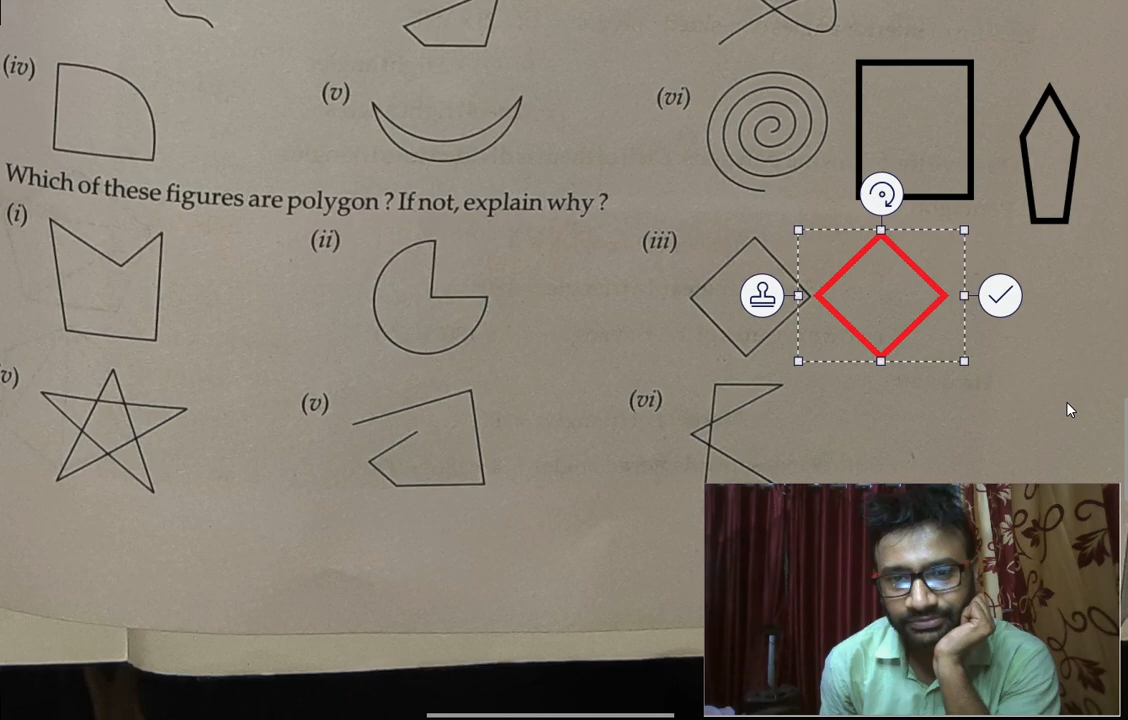 (iv)
(v)
(vi)
Which of these figures are polygon ? If not, explain why ?
(i)
(ii)
(iii)
v)
(v)
(vi)